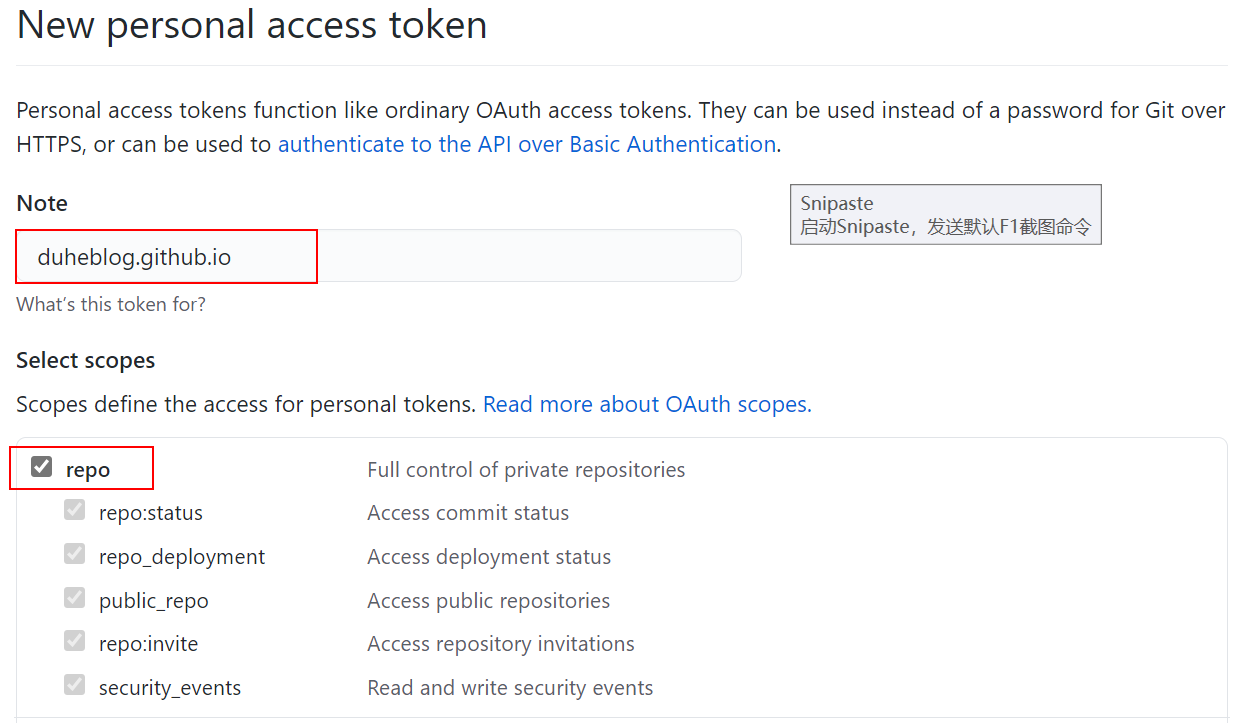 New personal access token
Personal access tokens function like ordinary OAuth access tokens. They can be used instead of a password for Git over
HTTPS, or can be used to authenticate to the API over Basic Authentication.
Note
Snipaste
启动Snipaste，发送默认F1截图命令
duheblog.github.io
What’s this token for?
Select scopes
Scopes define the access for personal tokens. Read more about OAuth scopes.
repo Full control of private repositories
repo:status Access commit status
repo_deployment Access deployment status
public_repo Access public repositories
repo:invite Access repository invitations
security_events Read and write security events